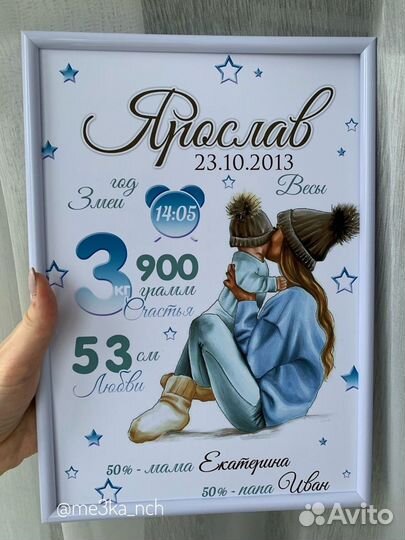 Ярослав
23.10.2013
год
Змеи
Весы
14:05
3 кг 900
грамм
Счастья
53 см
Любви
50% - мама Екатерина
50% - папа Иван
@me3ka_nch
Avito